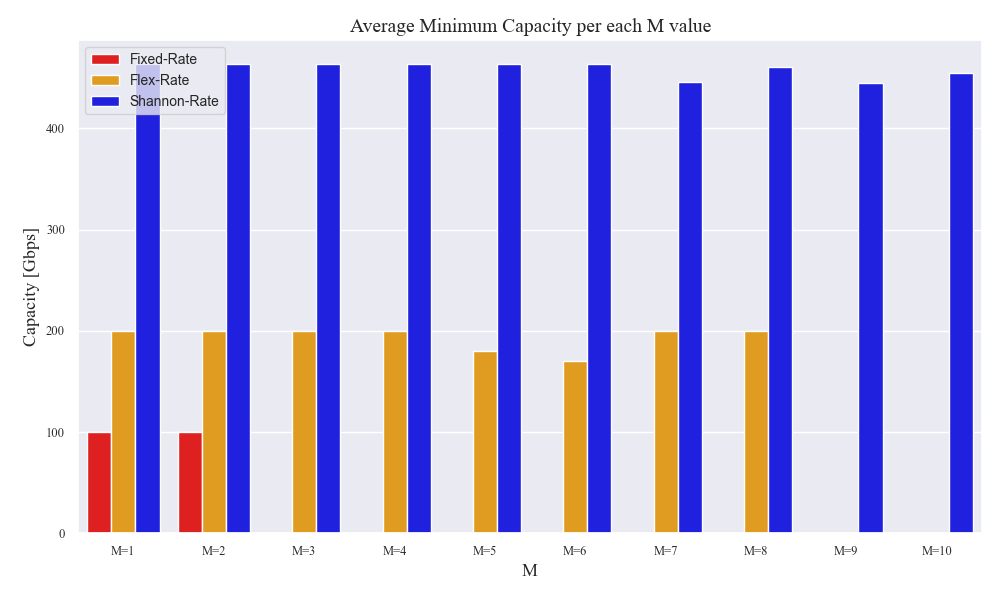 Average Minimum Capacity per each M value
Fixed-Rate
Flex-Rate
Shannon-Rate
Capacity [Gbps]
400
300
200
100
0
M=1 M=2 M=3 M=4 M=5 M=6 M=7 M=8 M=9 M=10
M